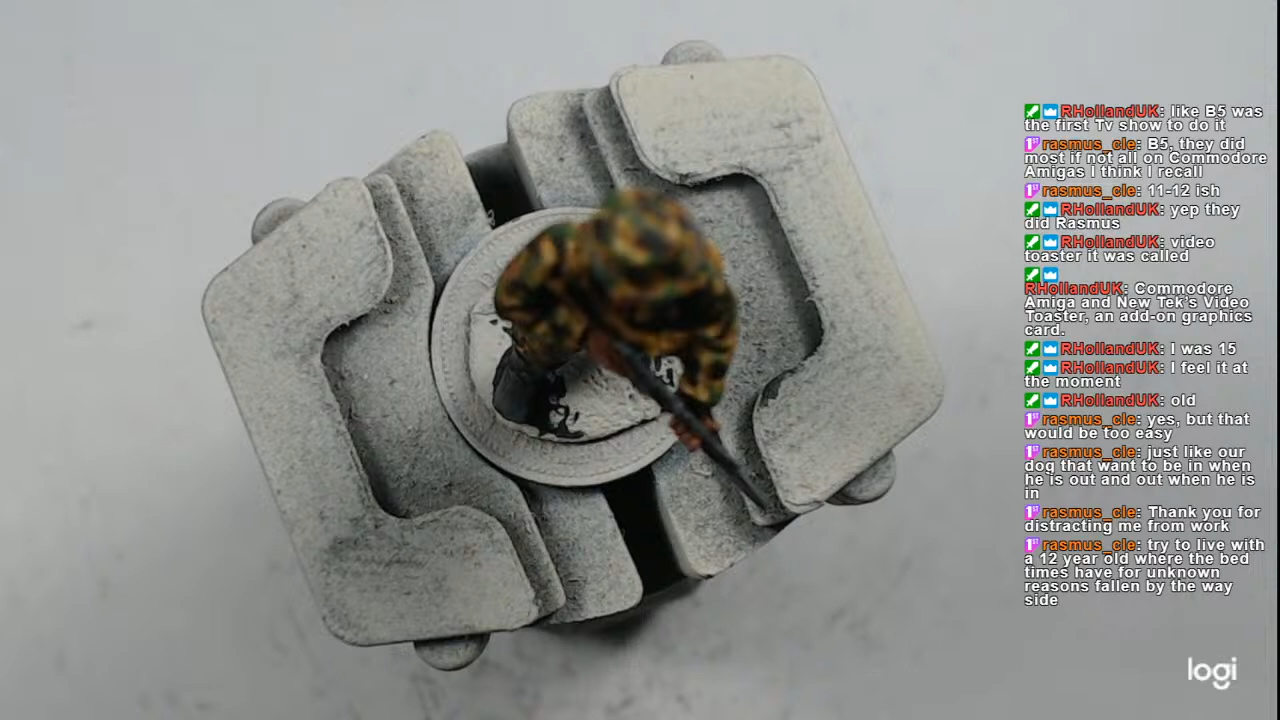 RHollandUK: like B5 was
the first Tv show to do it
rasmus_cle: B5, they did
most if not all on Commodore
Amigas I think I recall
rasmus_cle: 11-12 ish
RHollandUK: yep they
did Rasmus
RHollandUK: video
toaster it was called
RHollandUK: Commodore
Amiga and New Tek's Video
Toaster, an add-on graphics
card.
RHollandUK: I was 15
RHollandUK: I feel it at
the moment
RHollandUK: old
rasmus_cle: yes, but that
would be too easy
rasmus_cle: just like our
dog that want to be in when
he is out and out when he is
in
rasmus_cle: Thank you for
distracting me from work
rasmus_cle: try to live with
a 12 year old where the bed
times have for unknown
reasons fallen by the way
side
logi